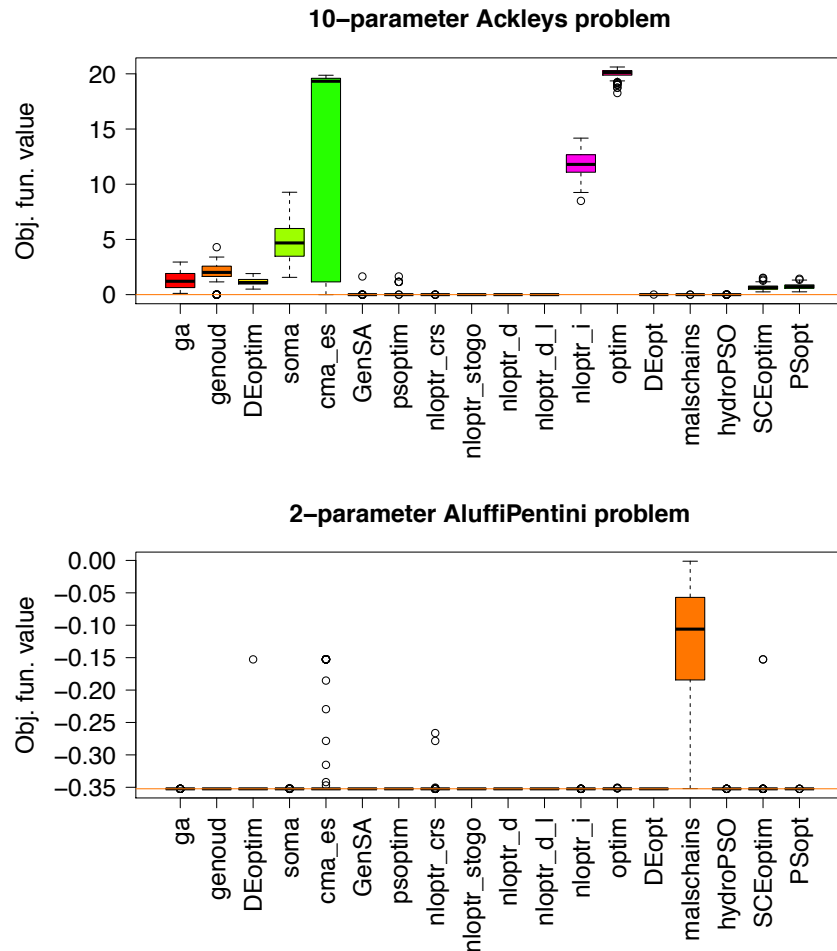 10−parameter Ackleys problem
Obj. fun. value
20
15
10
5
0
ga
genoud
DEoptim
soma
cma_es
GenSA
psoptim
nloptr_crs
nloptr_stogo
nloptr_d
nloptr_d_l
nloptr_i
optim
DEopt
malschains
hydroPSO
SCEoptim
PSopt
2−parameter AluffiPentini problem
Obj. fun. value
0.00
−0.05
−0.10
−0.15
−0.20
−0.25
−0.30
−0.35
ga
genoud
DEoptim
soma
cma_es
GenSA
psoptim
nloptr_crs
nloptr_stogo
nloptr_d
nloptr_d_l
nloptr_i
optim
DEopt
malschains
hydroPSO
SCEoptim
PSopt